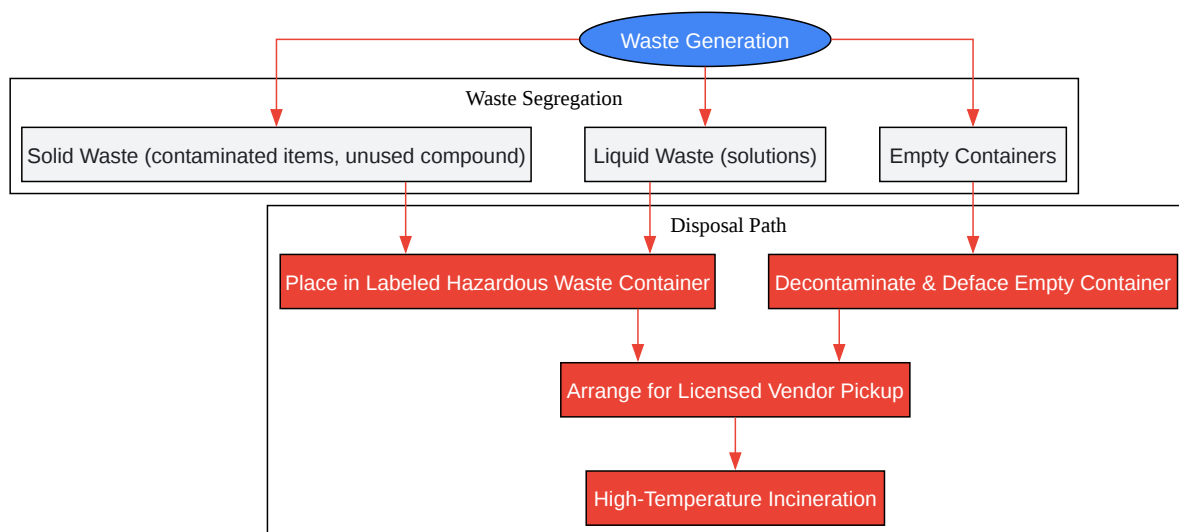 Waste Generation
Waste Segregation
Solid Waste (contaminated items, unused compound)
Liquid Waste (solutions)
Empty Containers
Disposal Path
Place in Labeled Hazardous Waste Container
Decontaminate & Deface Empty Container
Arrange for Licensed Vendor Pickup
High-Temperature Incineration